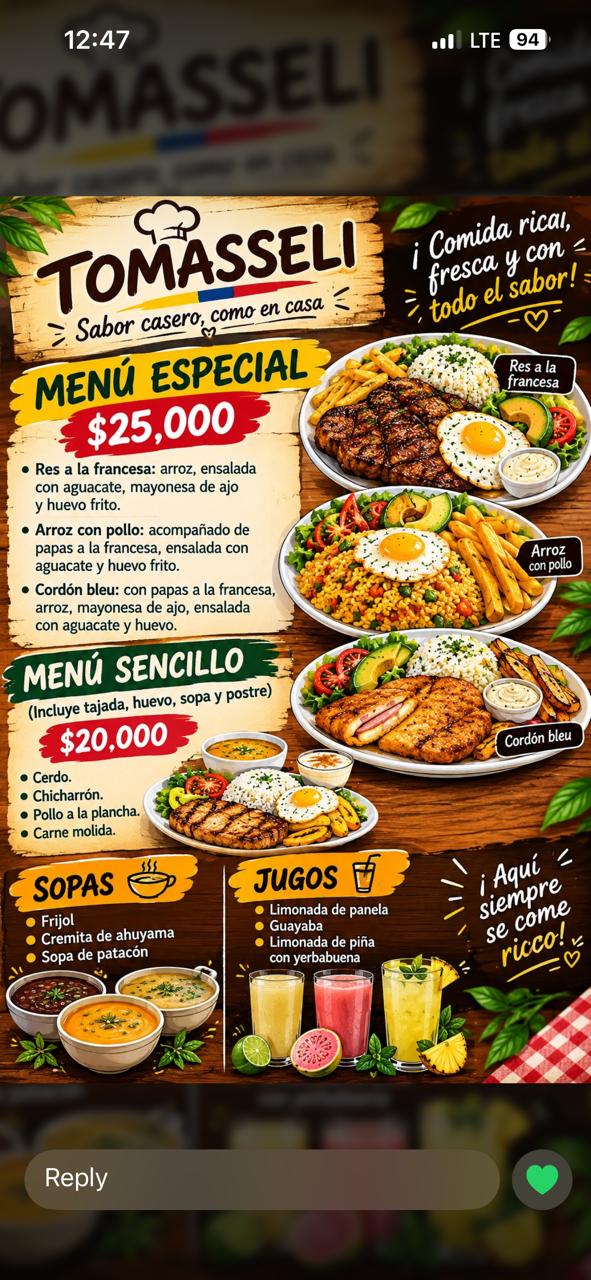 12:47
LTE 94
TOMASSELI
Sabor casero, como en casa
¡Comida rica,
fresca y con
todo el sabor!
MENÚ ESPECIAL
$25,000
• Res a la francesa: arroz, ensalada
con aguacate, mayonesa de ajo
y huevo frito.
• Arroz con pollo: acompañado de
papas a la francesa, ensalada con
aguacate y huevo frito.
• Cordón bleu: con papas a la francesa,
arroz, mayonesa de ajo, ensalada
con aguacate y huevo.
Res a la
francesa
Arroz
con pollo
Cordón bleu
MENÚ SENCILLO
(Incluye tajada, huevo, sopa y postre)
$20,000
• Cerdo.
• Chicharrón.
• Pollo a la plancha.
• Carne molida.
SOPAS
• Frijol
• Cremita de ahuyama
• Sopa de patacón
JUGOS
• Limonada de panela
• Guayaba
• Limonada de piña
con yerbabuena
¡Aquí
siempre
se come
ricco!
Reply